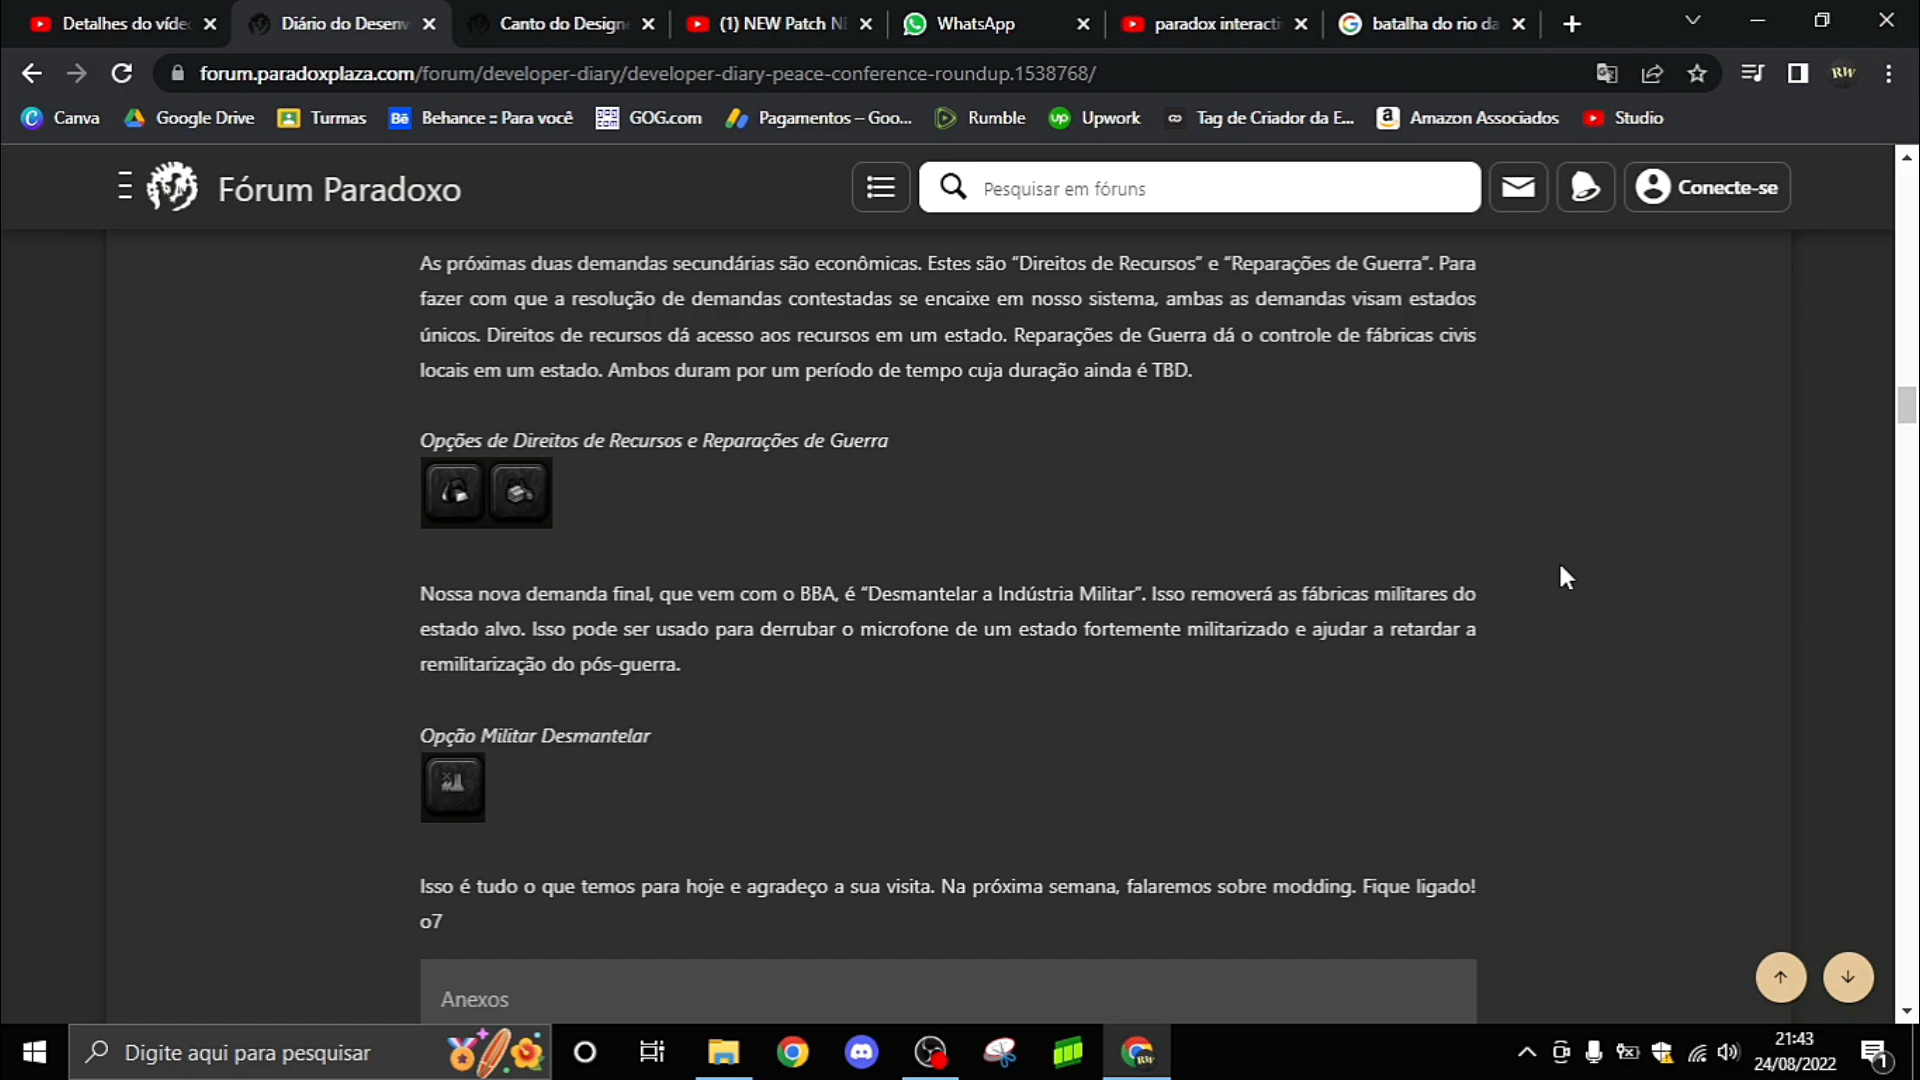 Detalhes do víde
Diário do Desenv
Canto do Design
(1) NEW Patch N
WhatsApp
paradox interacti
batalha do rio da
forum.paradoxplaza.com/forum/developer-diary/developer-diary-peace-conference-roundup.1538768/
RW
Canva
Google Drive
Turmas
Bē Behance :: Para você
GOG.com
Pagamentos – Goo...
Rumble
up Upwork
Tag de Criador da E...
a Amazon Associados
Studio
Fórum Paradoxo
Pesquisar em fóruns
Conecte-se
As próximas duas demandas secundárias são econômicas. Estes são “Direitos de Recursos” e “Reparações de Guerra”. Para
fazer com que a resolução de demandas contestadas se encaixe em nosso sistema, ambas as demandas visam estados
únicos. Direitos de recursos dá acesso aos recursos em um estado. Reparações de Guerra dá o controle de fábricas civis
locais em um estado. Ambos duram por um período de tempo cuja duração ainda é TBD.
Opções de Direitos de Recursos e Reparações de Guerra
Nossa nova demanda final, que vem com o BBA, é “Desmantelar a Indústria Militar”. Isso removerá as fábricas militares do
estado alvo. Isso pode ser usado para derrubar o microfone de um estado fortemente militarizado e ajudar a retardar a
remilitarização do pós-guerra.
Opção Militar Desmantelar
Isso é tudo o que temos para hoje e agradeço a sua visita. Na próxima semana, falaremos sobre modding. Fique ligado!
o7
Anexos
Digite aqui para pesquisar
RW
21:43
24/08/2022
1